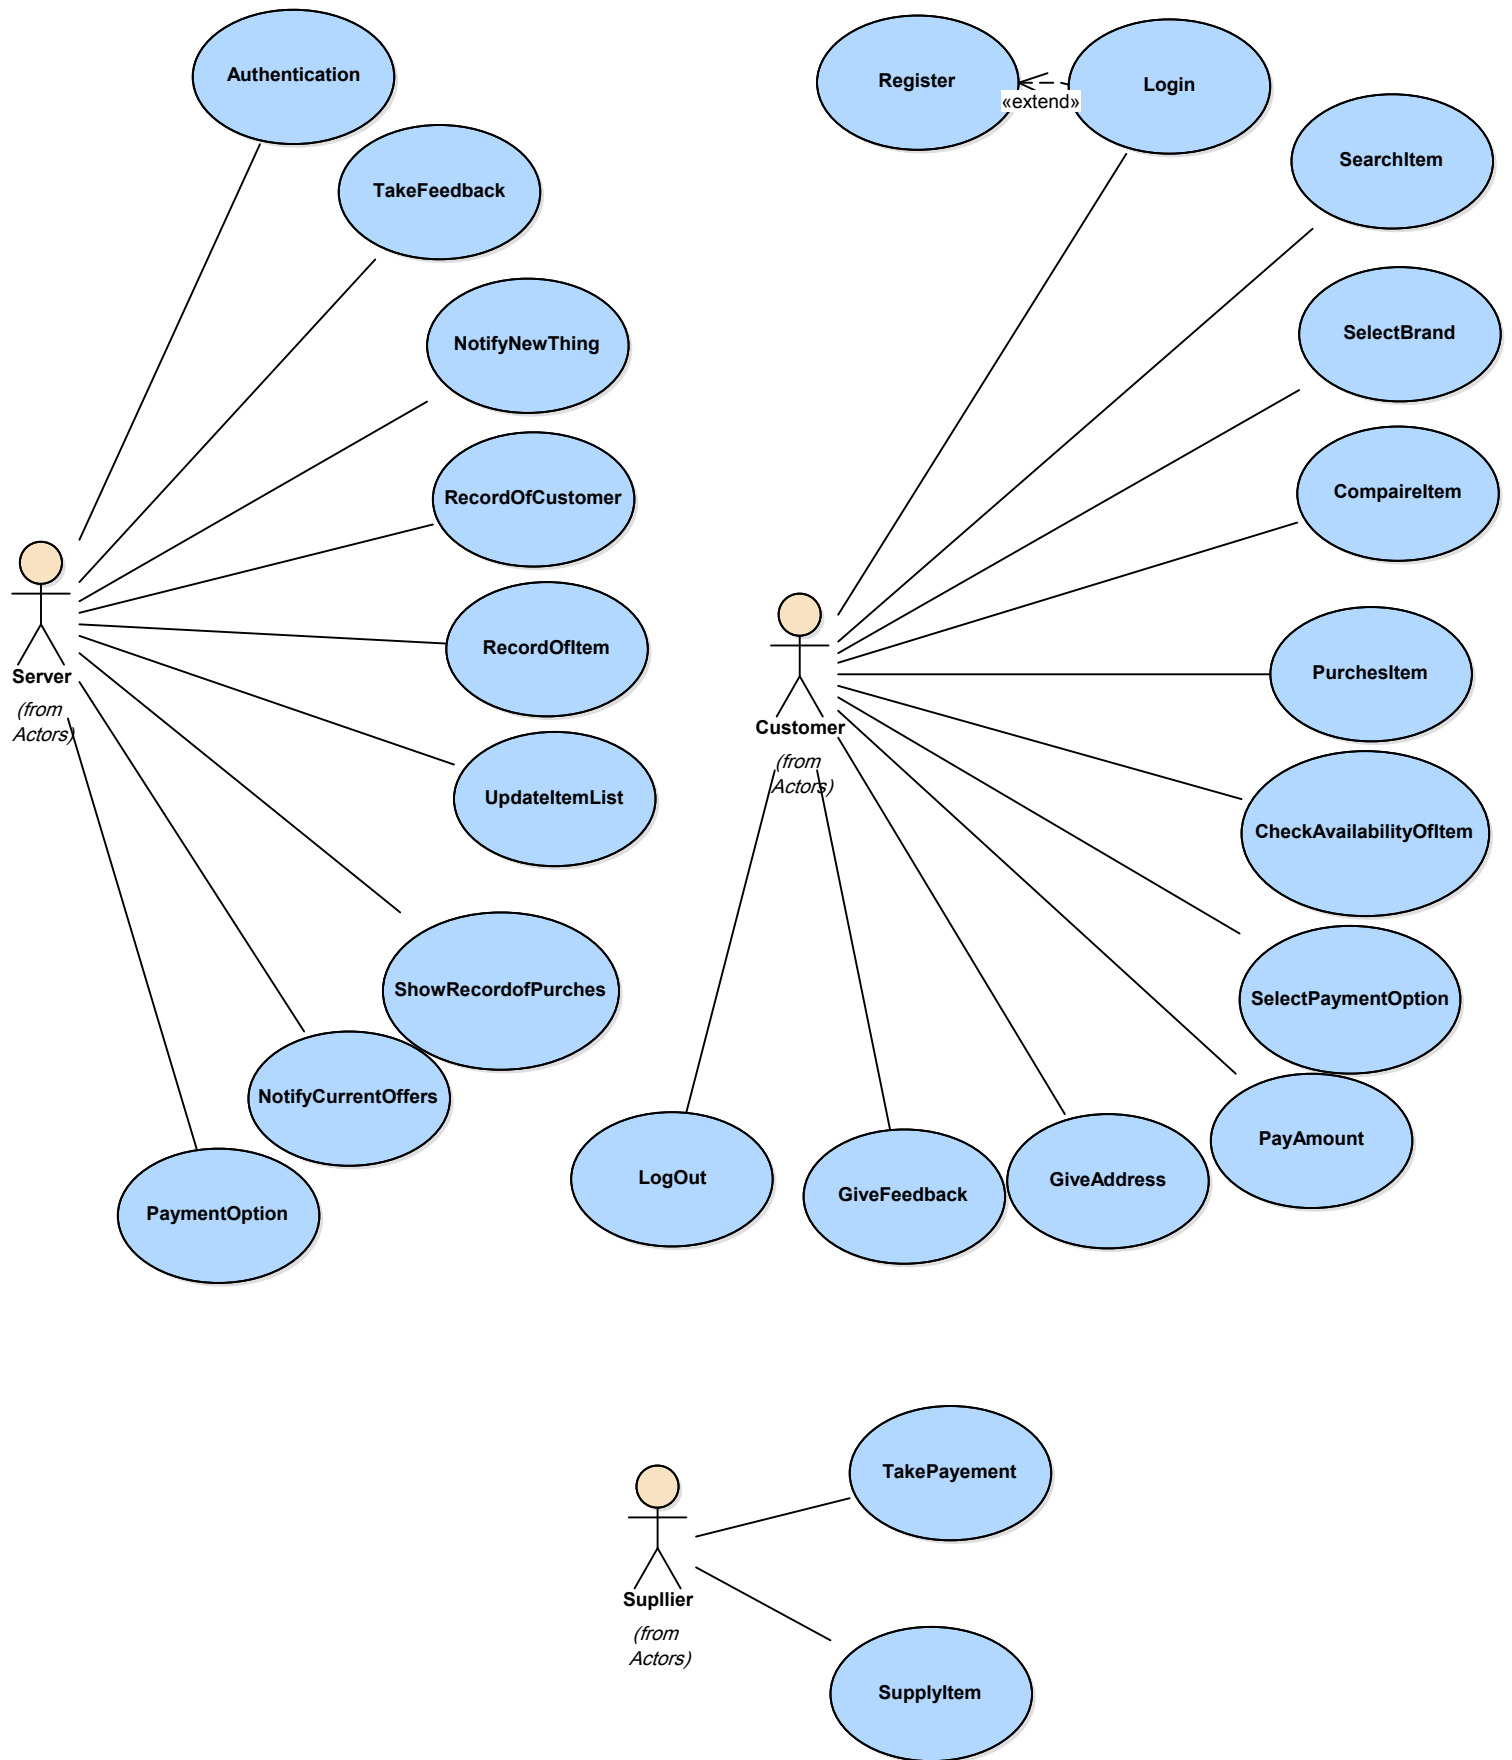 Authentication
TakeFeedback
NotifyNewThing
RecordOfCustomer
RecordOfItem
UpdateItemList
ShowRecordofPurches
NotifyCurrentOffers
PaymentOption
Server
(from
Actors)
Register
«extend»
Login
SearchItem
SelectBrand
CompaireItem
PurchesItem
CheckAvailabilityOfItem
SelectPaymentOption
PayAmount
GiveAddress
GiveFeedback
LogOut
Customer
(from
Actors)
TakePayement
SupplyItem
Supllier
(from
Actors)